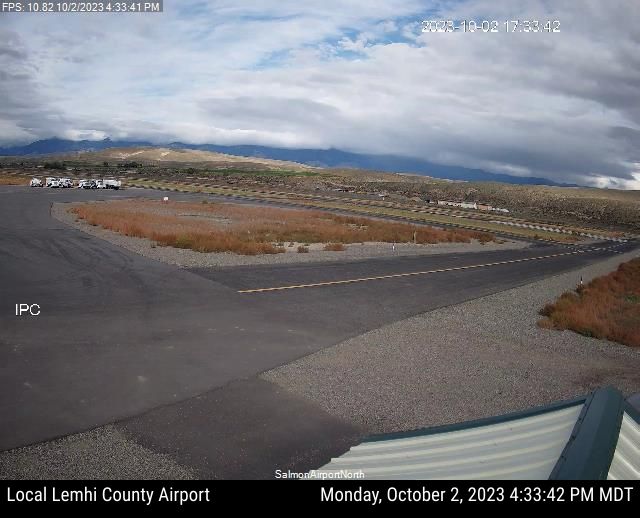 FPS: 10.82 10/2/2023 4:33:41 PM
2023-10-02 17:33:42
IPC
SalmonAirportNorth
Local Lemhi County Airport
Monday, October 2, 2023 4:33:42 PM MDT